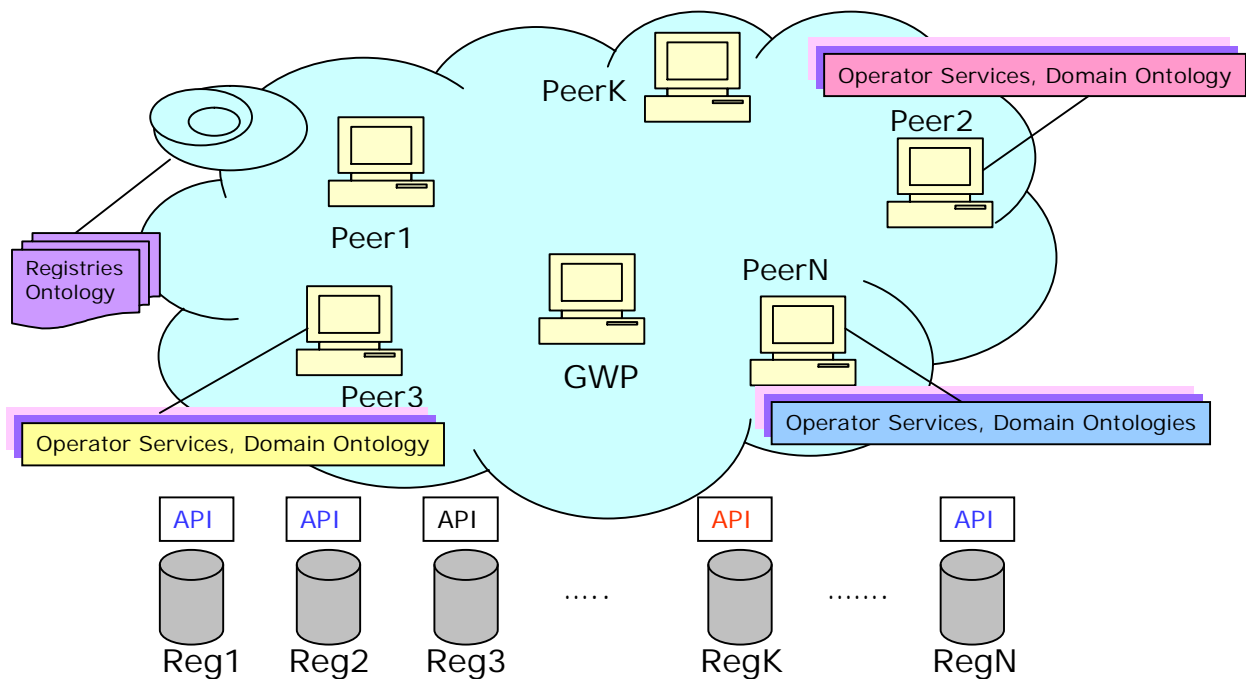 PeerK
Operator Services, Domain Ontology
Peer2
Peer1
Registries
Ontology
PeerN
GWP
Peer3
Operator Services, Domain Ontology
Operator Services, Domain Ontologies
API
API
API
API
API
.....
.......
Reg1
Reg2
Reg3
RegK
RegN